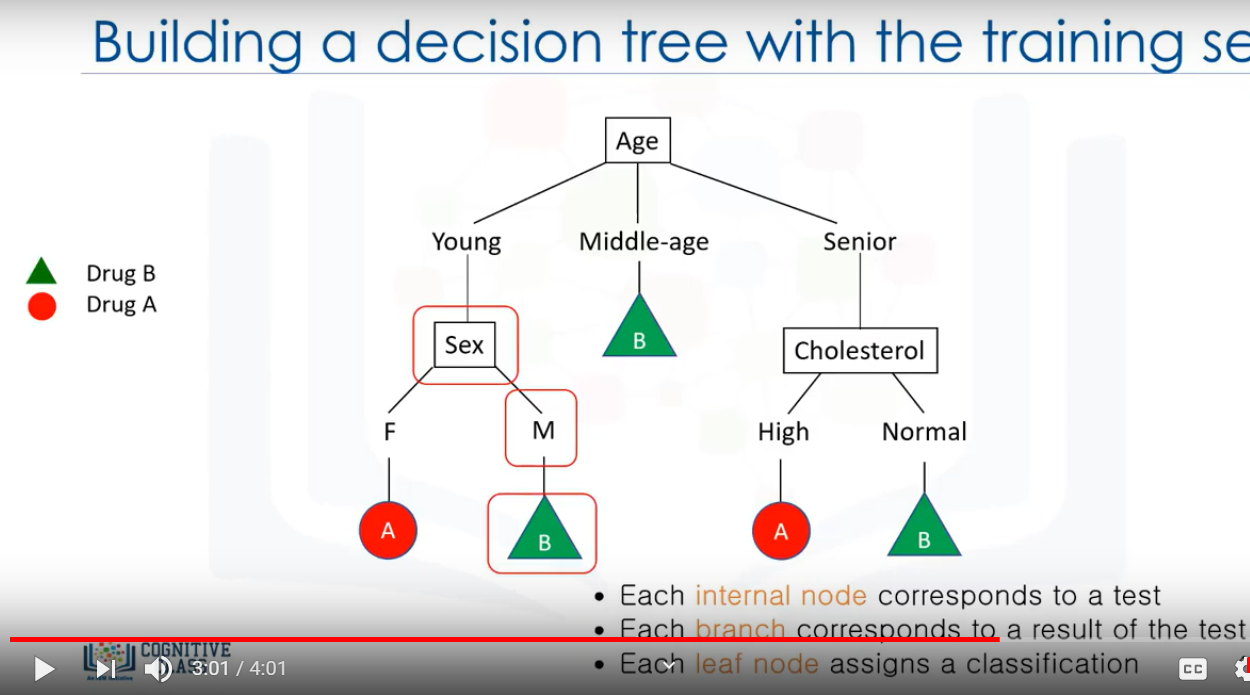 Building a decision tree with the training se
Age
Young Middle-age Senior
Drug B
Drug A
Sex B Cholesterol
F M High Normal
A B A B
• Each internal node corresponds to a test
• Each branch corresponds to a result of the test
• Each leaf node assigns a classification
COGNITIVE
3:01 / 4:01
CC